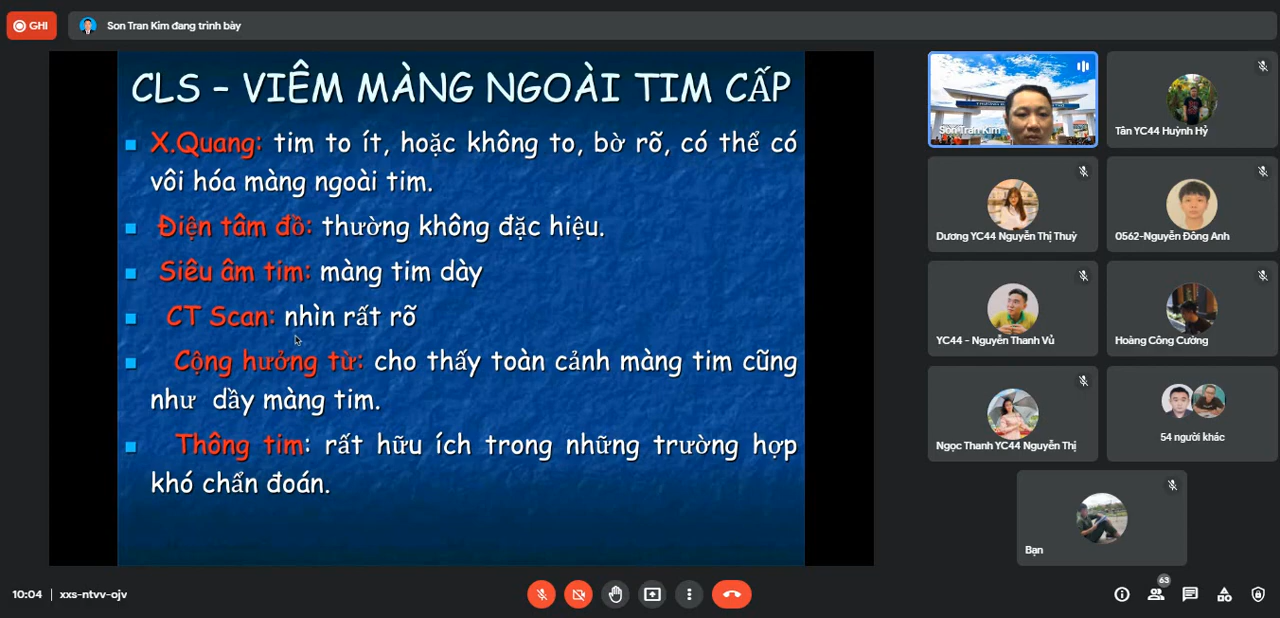 GHI
Son Tran Kim đang trình bày
CLS – VIÊM MÀNG NGOÀI TIM CẤP
X.Quang: tim to ít, hoặc không to, bờ rõ, có thể có
vôi hóa màng ngoài tim.
Điện tâm đồ: thường không đặc hiệu.
Siêu âm tim: màng tim dày
CT Scan: nhìn rất rõ
Cộng hưởng từ: cho thấy toàn cảnh màng tim cũng
như dầy màng tim.
Thông tim: rất hữu ích trong những trường hợp
khó chẩn đoán.
Son Tran Kim
Tân YC44 Huỳnh Hỷ
Dương YC44 Nguyễn Thị Thuỳ
0562-Nguyễn Đông Anh
YC44 - Nguyễn Thanh Vủ
Hoàng Công Cường
Ngọc Thanh YC44 Nguyễn Thị
54 người khác
Bạn
10:04 | xxs-ntvv-ojv
63